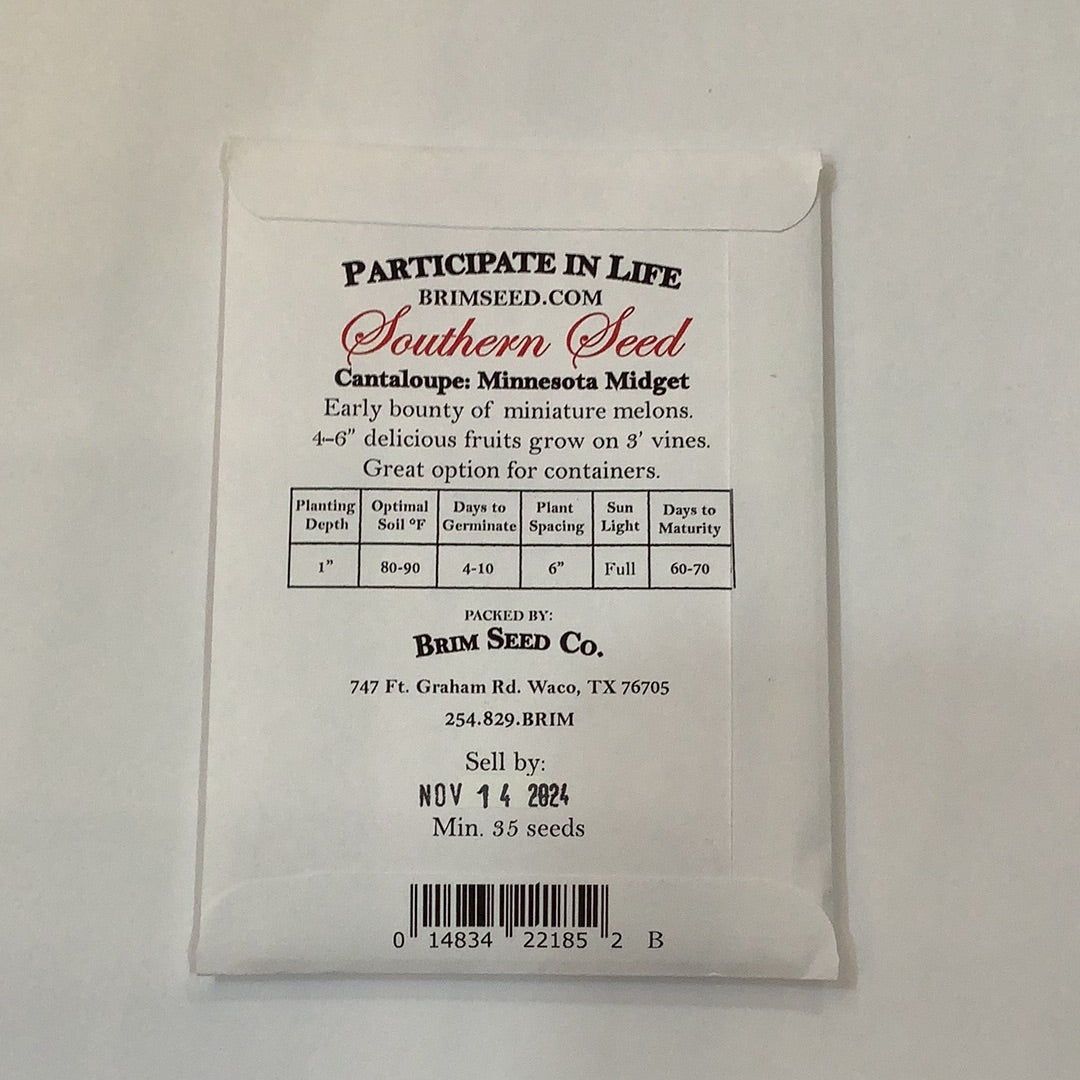 PARTICIPATE IN LIFE
BRIMSEED.COM
Southern Seed
Cantaloupe: Minnesota Midget
Early bounty of miniature melons.
4–6” delicious fruits grow on 3’ vines.
Great option for containers.
Planting Depth Optimal Soil °F Days to Germinate Plant Spacing Sun Light Days to Maturity
1” 80-90 4-10 6” Full 60-70
PACKED BY:
BRIM SEED CO.
747 Ft. Graham Rd. Waco, TX 76705
254.829.BRIM
Sell by:
NOV 14 2024
Min. 35 seeds
0 14834 22185 2 B